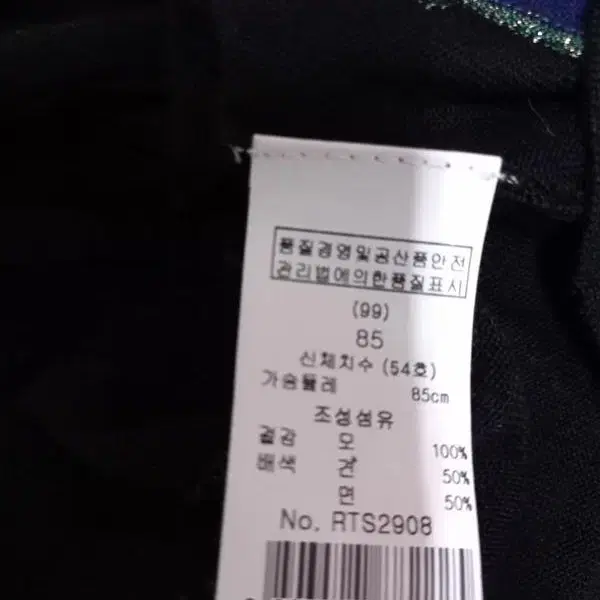 품질경영및공산품안전
관리법에의한품질표시
(99)
85
신체치수 (54호)
가슴둘레 85cm
조성섬유
겉감 모 100%
배색 견 50%
면 50%
No. RTS2908